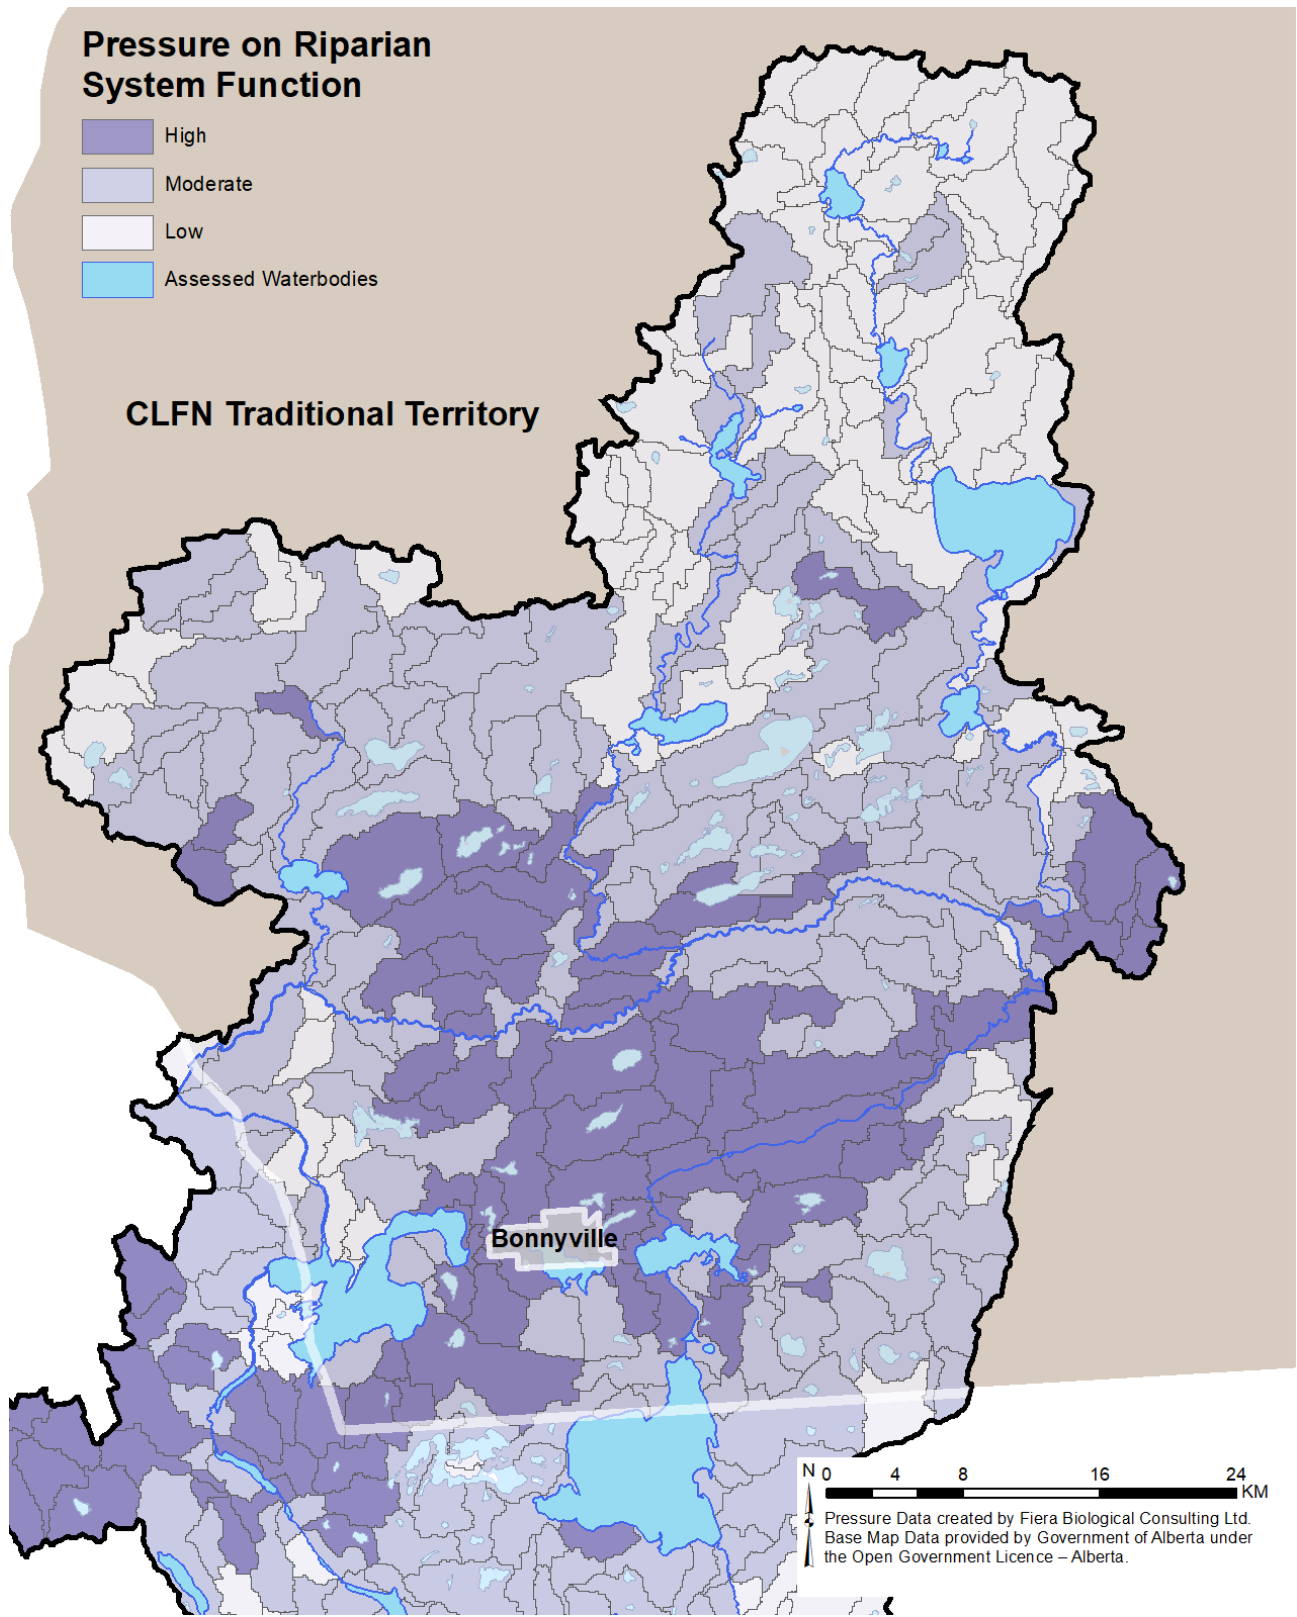 Pressure on Riparian
System Function
High
Moderate
Low
Assessed Waterbodies
CLFN Traditional Territory
Bonnyville
N 0 4 8 16 24
KM
Pressure Data created by Fiera Biological Consulting Ltd.
Base Map Data provided by Government of Alberta under
the Open Government Licence – Alberta.